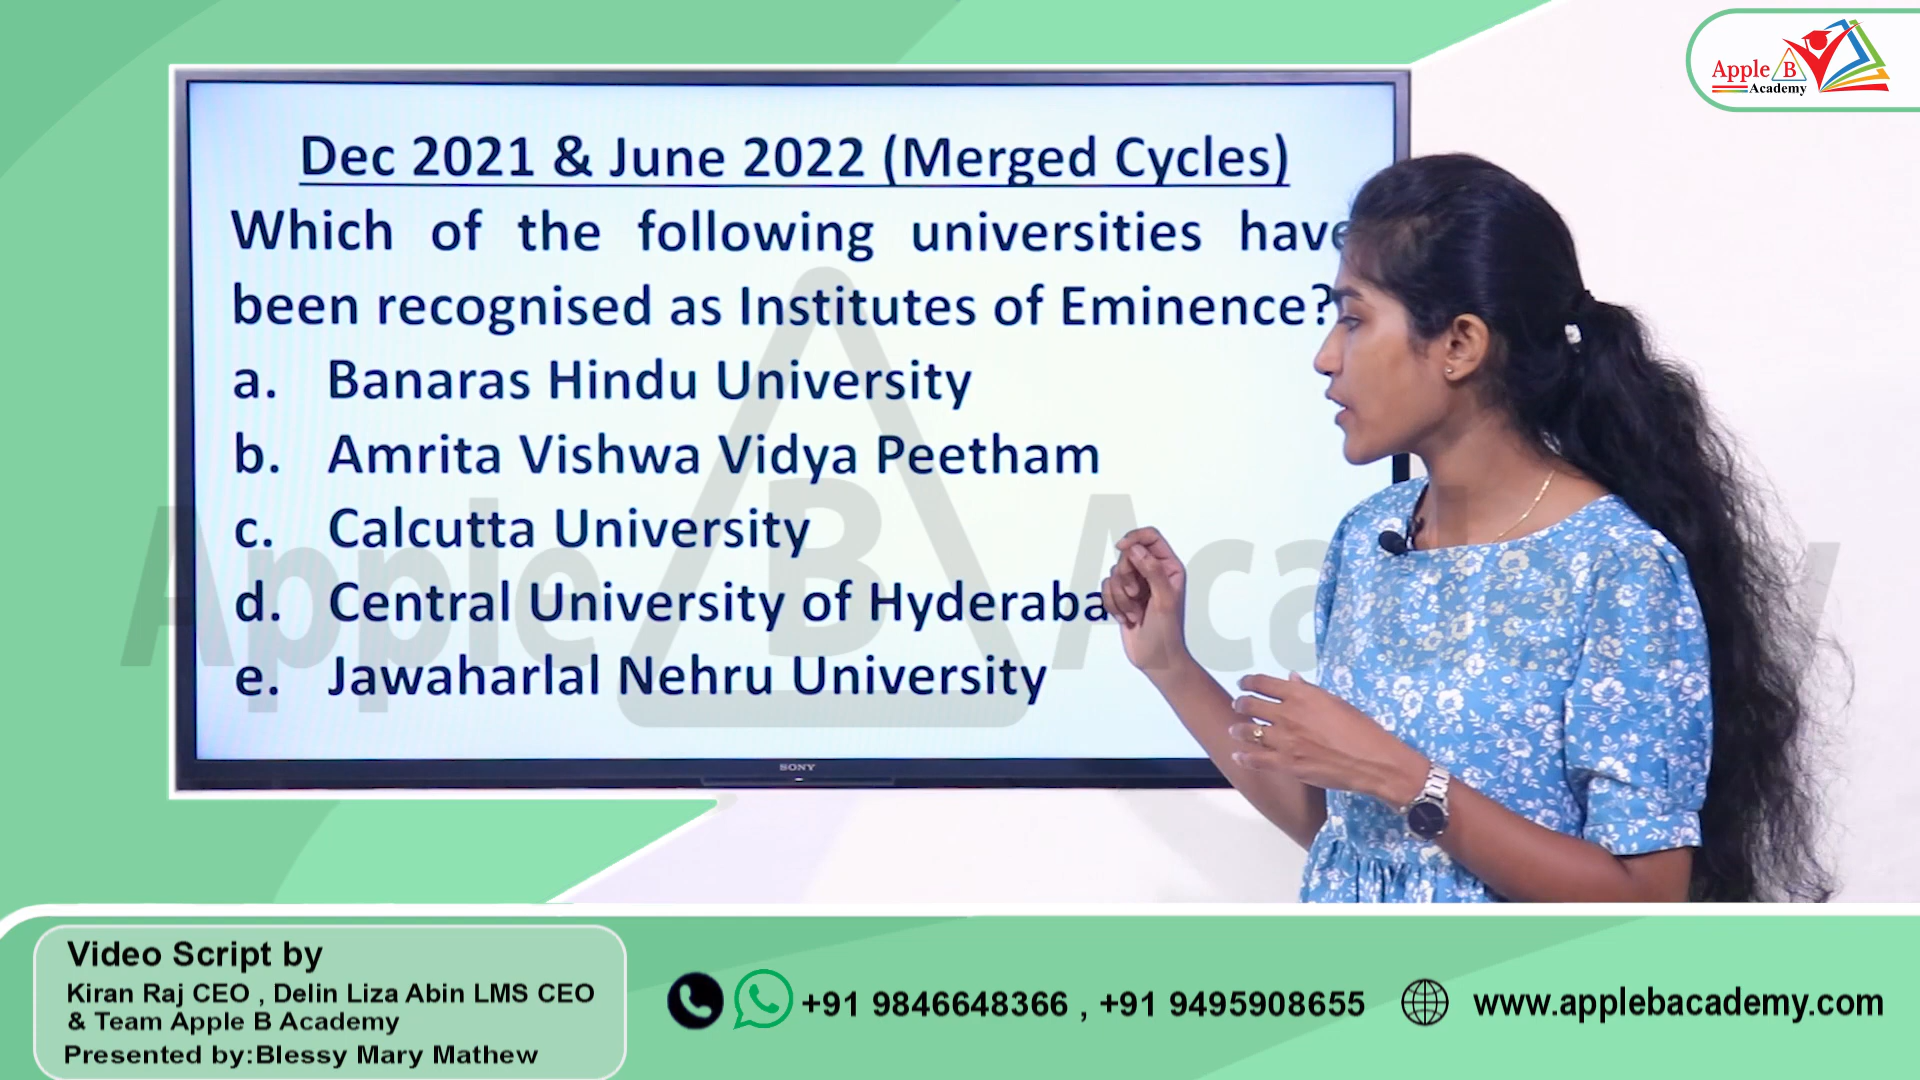 Apple B
Academy
Dec 2021 & June 2022 (Merged Cycles)
Which of the following universities have
been recognised as Institutes of Eminence?
a. Banaras Hindu University
b. Amrita Vishwa Vidya Peetham
c. Calcutta University
d. Central University of Hyderaba
e. Jawaharlal Nehru University
Apple B Academy
SONY
Video Script by
Kiran Raj CEO , Delin Liza Abin LMS CEO
& Team Apple B Academy
Presented by:Blessy Mary Mathew
+91 9846648366 , +91 9495908655
www.applebacademy.com